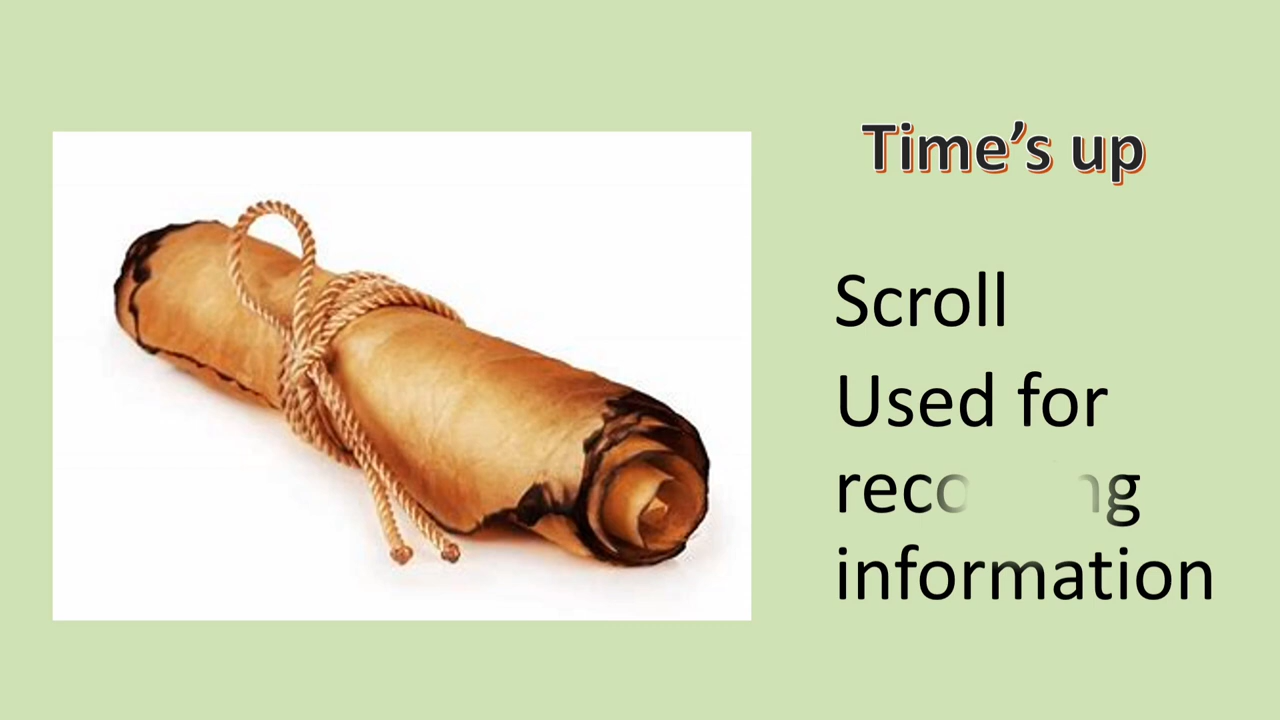 Time’s up
Scroll
Used for
information